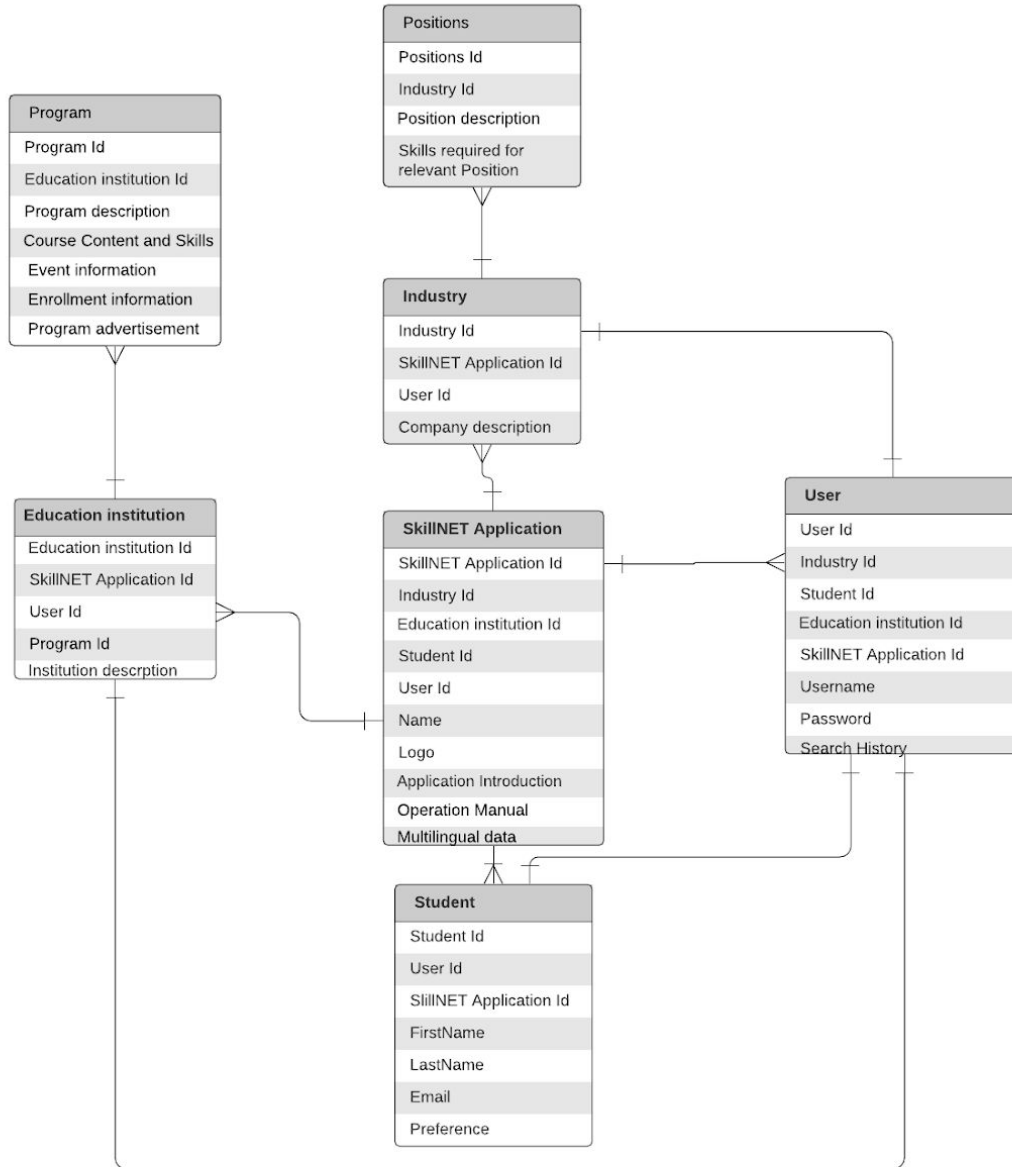 Positions
Positions Id
Industry Id
Position description
Skills required for
relevant Position
Program
Program Id
Education institution Id
Program description
Course Content and Skills
Event information
Enrollment information
Program advertisement
Industry
Industry Id
SkillNET Application Id
User Id
Company description
Education institution
Education institution Id
SkillNET Application Id
User Id
Program Id
Institution descrption
SkillNET Application
SkillNET Application Id
Industry Id
Education institution Id
Student Id
User Id
Name
Logo
Application Introduction
Operation Manual
Multilingual data
User
User Id
Industry Id
Student Id
Education institution Id
SkillNET Application Id
Username
Password
Search History
Student
Student Id
User Id
SlillNET Application Id
FirstName
LastName
Email
Preference